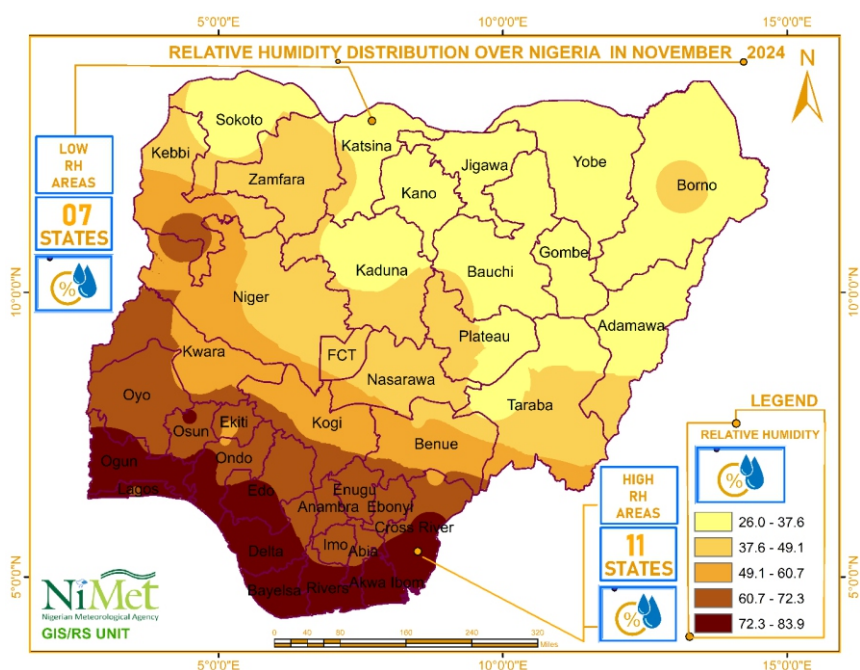 5°0'0"E 10°0'0"E 15°0'0"E
RELATIVE HUMIDITY DISTRIBUTION OVER NIGERIA IN NOVEMBER 2024
N
LOW
RH
AREAS
07
STATES
%
Sokoto
Kebbi
Zamfara
Katsina
Kano
Jigawa
Yobe
Borno
Kaduna
Bauchi
Gombe
Niger
Adamawa
Plateau
Kwara
FCT
Nasarawa
Taraba
Oyo
Osun
Ekiti
Kogi
Benue
Ogun
Ondo
Lagos
Edo
Enugu
Anambra
Ebonyi
Cross River
Imo
Abia
Delta
Bayelsa
Rivers
Akwa Ibom
10°0'0"N
5°0'0"N
10°0'0"N
5°0'0"N
LEGEND
RELATIVE HUMIDITY
%
26.0 - 37.6
37.6 - 49.1
49.1 - 60.7
60.7 - 72.3
72.3 - 83.9
HIGH
RH
AREAS
11
STATES
%
NiMet
Nigerian Meteorological Agency
GIS/RS UNIT
0 40 80 160 240 320
Miles
5°0'0"E 10°0'0"E 15°0'0"E